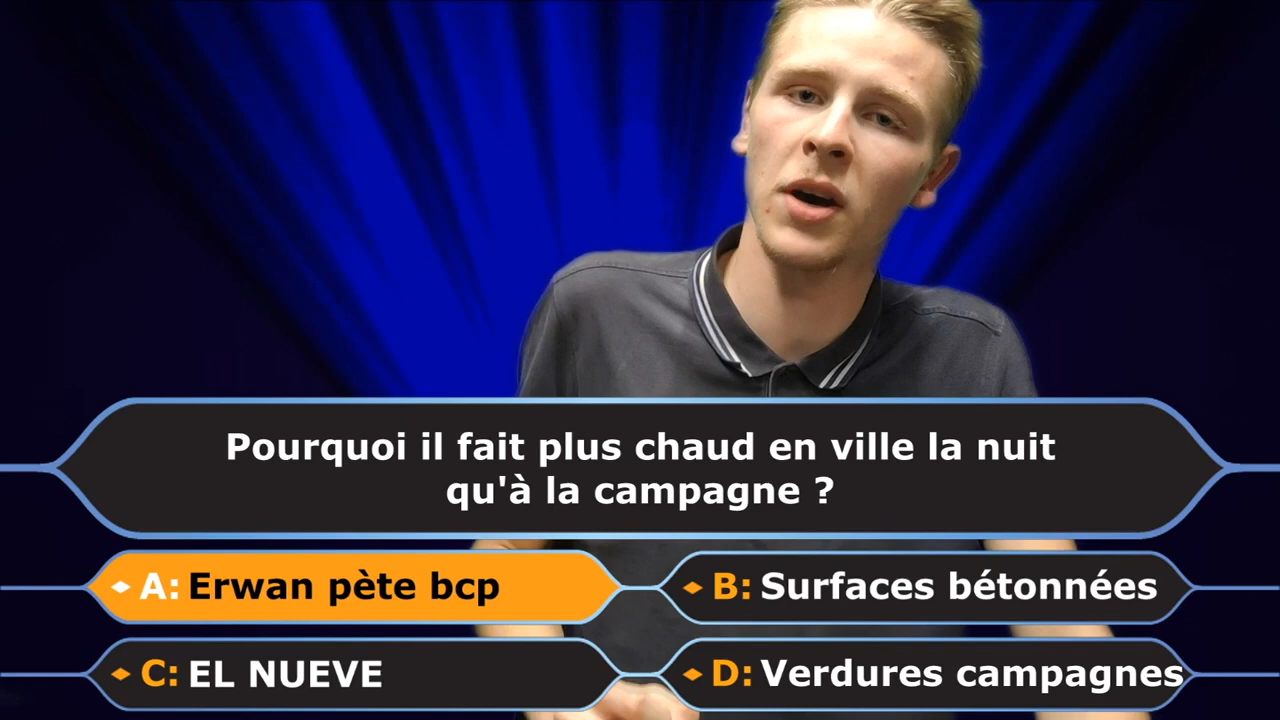 Pourquoi il fait plus chaud en ville la nuit
qu'à la campagne ?
A: Erwan pète bcp
B: Surfaces bétonnées
C: EL NUEVE
D: Verdures campagnes